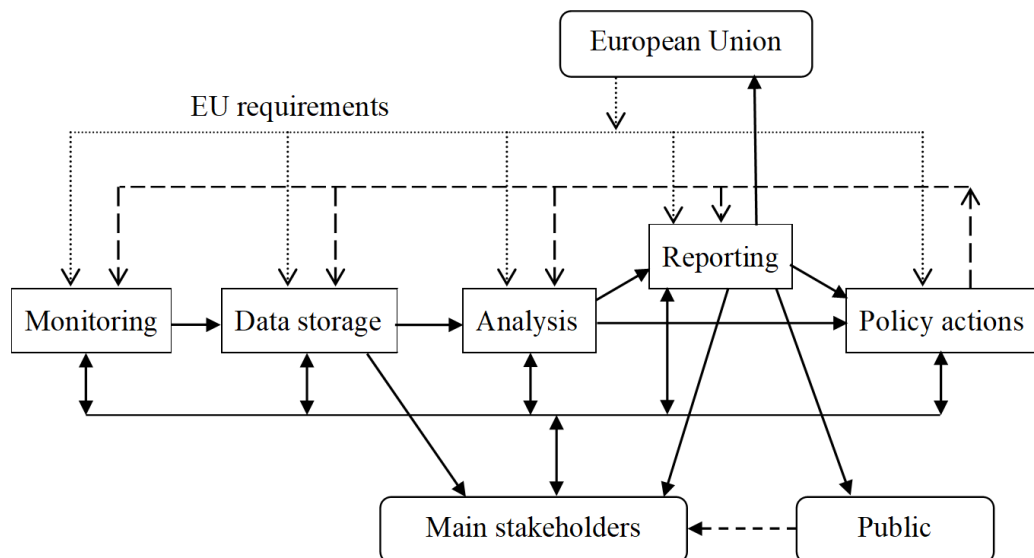 European Union
EU requirements
Reporting
Monitoring
Data storage
Analysis
Policy actions
Main stakeholders
Public